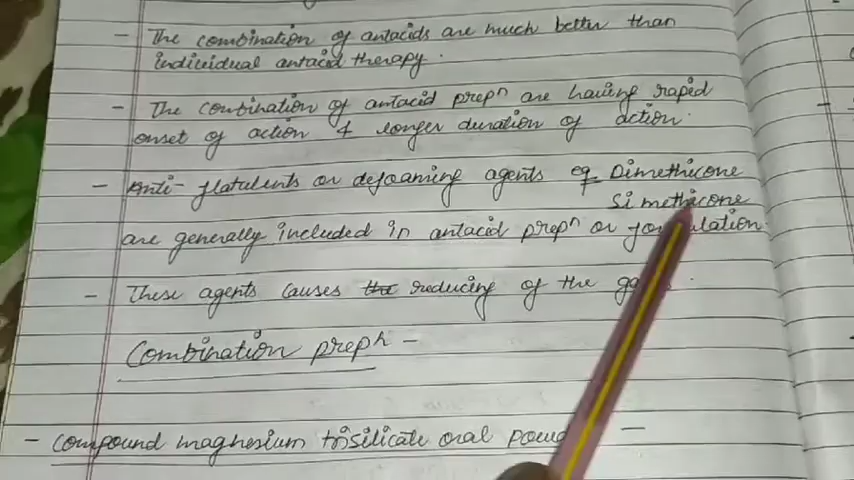 - The combination of antacids are much better than
individual antacid therapy.
- The combination of antacid prepn are having rapid
onset of action & longer duration of action.
- Anti-flatulents or defoaming agents eg Dimethicone
Simethicone
are generally included in antacid prepn or
- These agents causes the reducing of the
Combination prepn -
- Compound magnesium trisilicate oral -